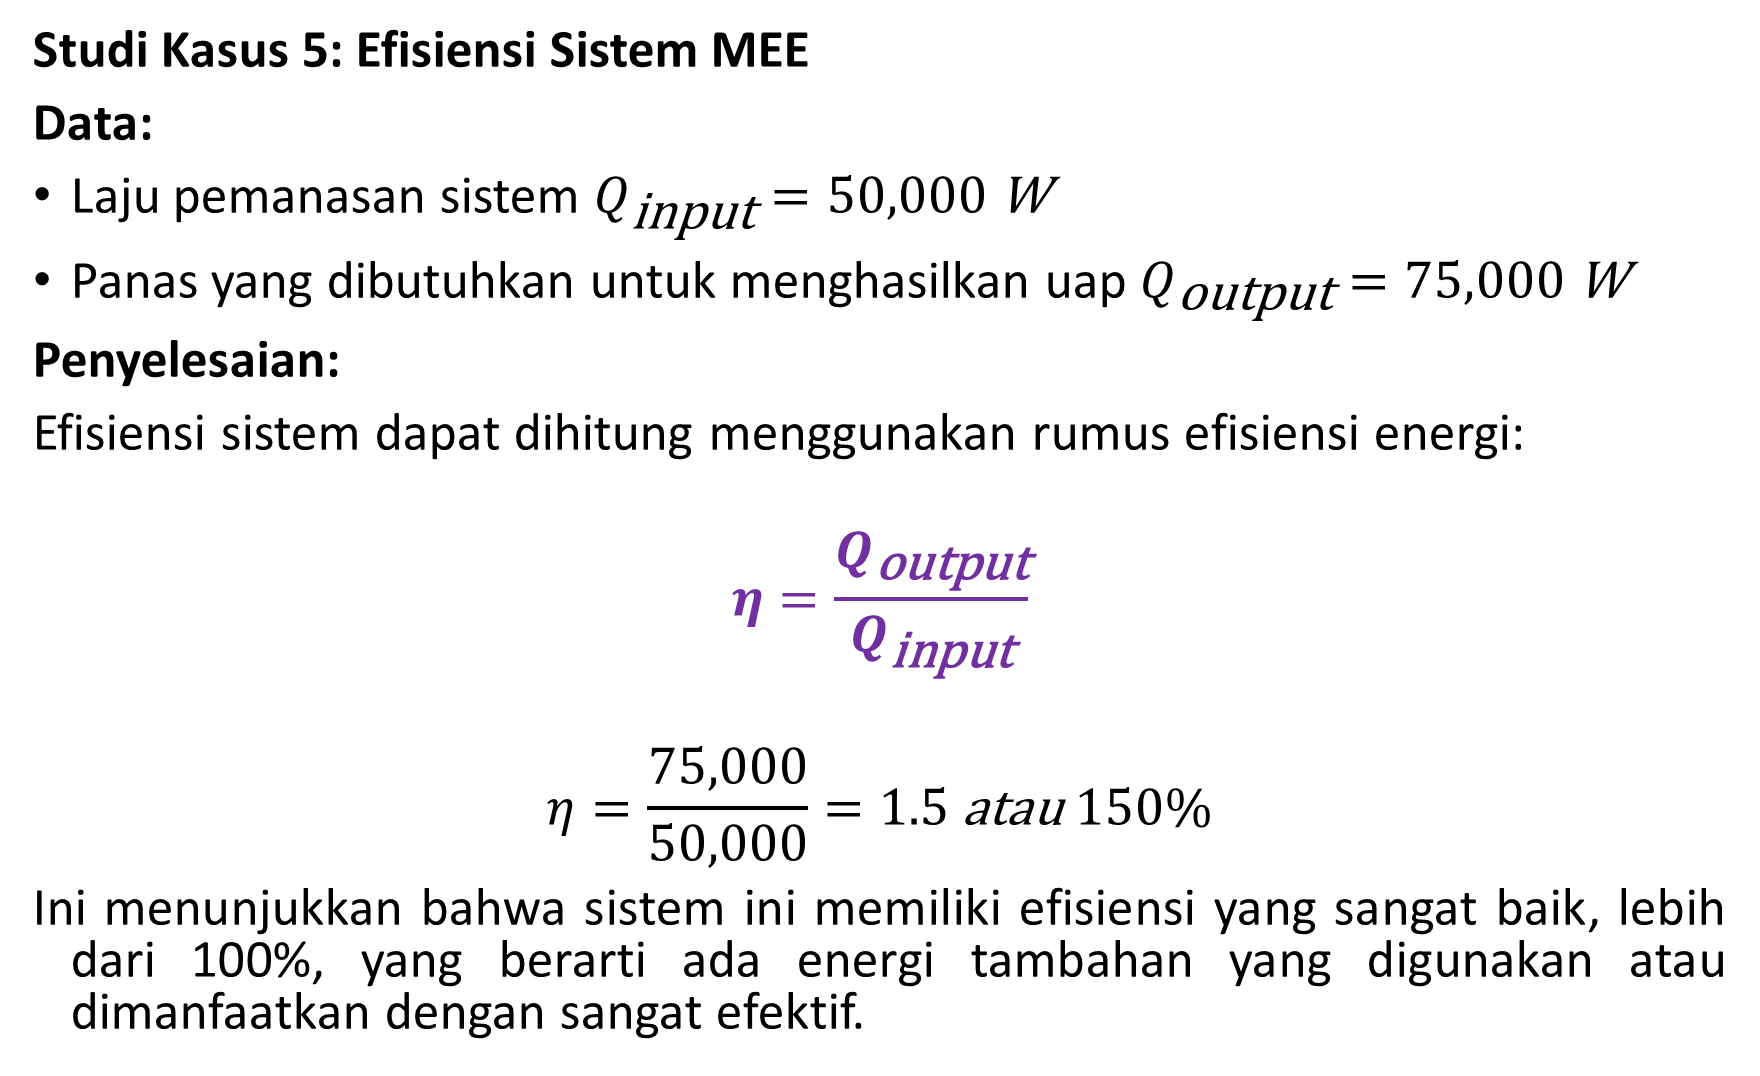 Studi Kasus 5: Efisiensi Sistem MEE
Data:
• Laju pemanasan sistem Q input = 50,000 W
• Panas yang dibutuhkan untuk menghasilkan uap Q output = 75,000 W
Penyelesaian:
Efisiensi sistem dapat dihitung menggunakan rumus efisiensi energi:
η = Q output / Q input
η = 75,000 / 50,000 = 1.5 atau 150%
Ini menunjukkan bahwa sistem ini memiliki efisiensi yang sangat baik, lebih
dari 100%, yang berarti ada energi tambahan yang digunakan atau
dimanfaatkan dengan sangat efektif.